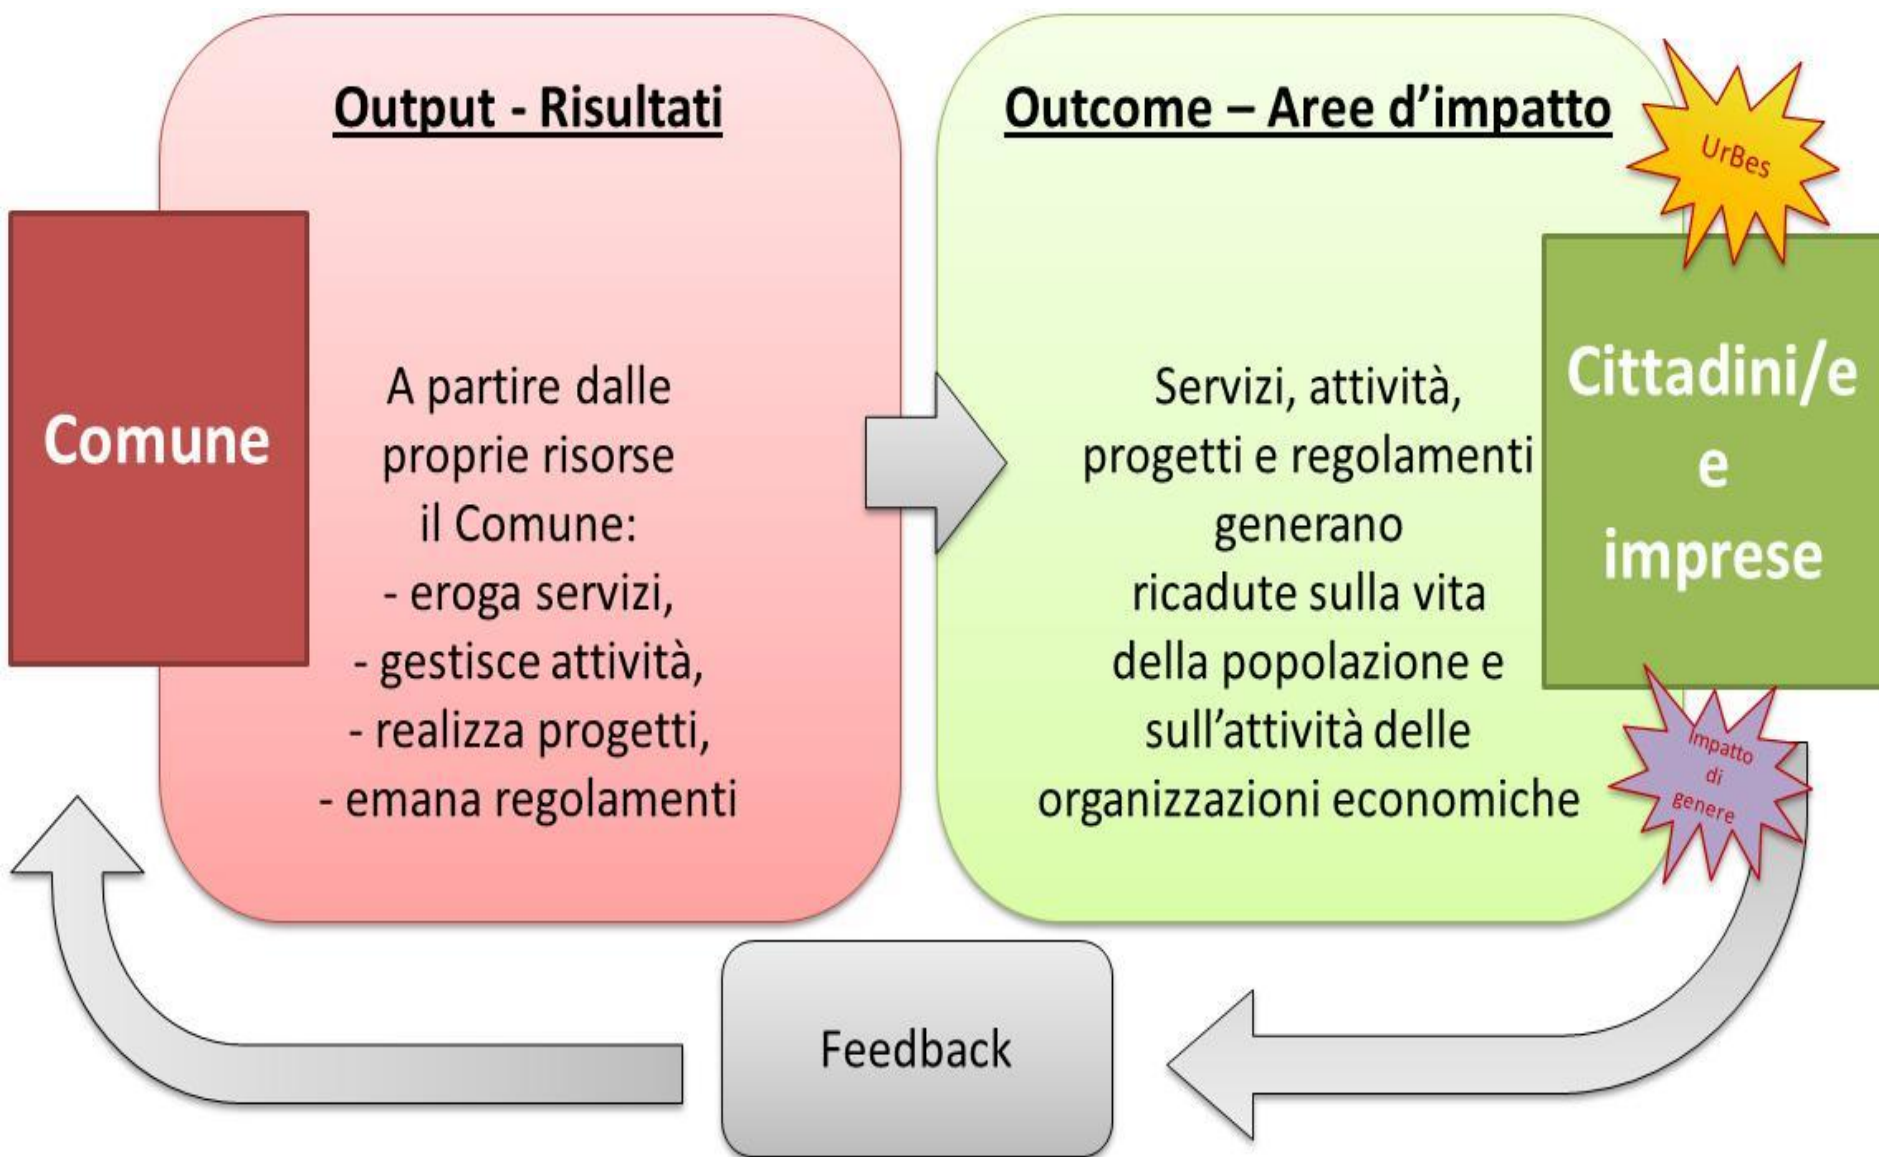 Output - Risultati
Comune
A partire dalle
proprie risorse
il Comune:
- eroga servizi,
- gestisce attività,
- realizza progetti,
- emana regolamenti
Outcome – Aree d’impatto
Servizi, attività,
progetti e regolamenti
generano
ricadute sulla vita
della popolazione e
sull’attività delle
organizzazioni economiche
UrBes
Cittadini/e
e
imprese
Impatto
di
genere
Feedback